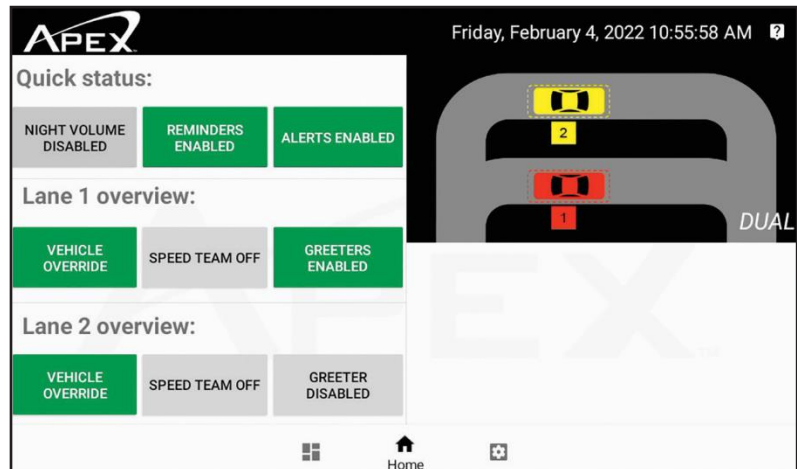 APEX
Friday, February 4, 2022 10:55:58 AM
?
Quick status:
NIGHT VOLUME
DISABLED
REMINDERS
ENABLED
ALERTS ENABLED
2
1
DUAL
Lane 1 overview:
VEHICLE
OVERRIDE
SPEED TEAM OFF
GREETERS
ENABLED
Lane 2 overview:
VEHICLE
OVERRIDE
SPEED TEAM OFF
GREETER
DISABLED
APEX
TM
Home